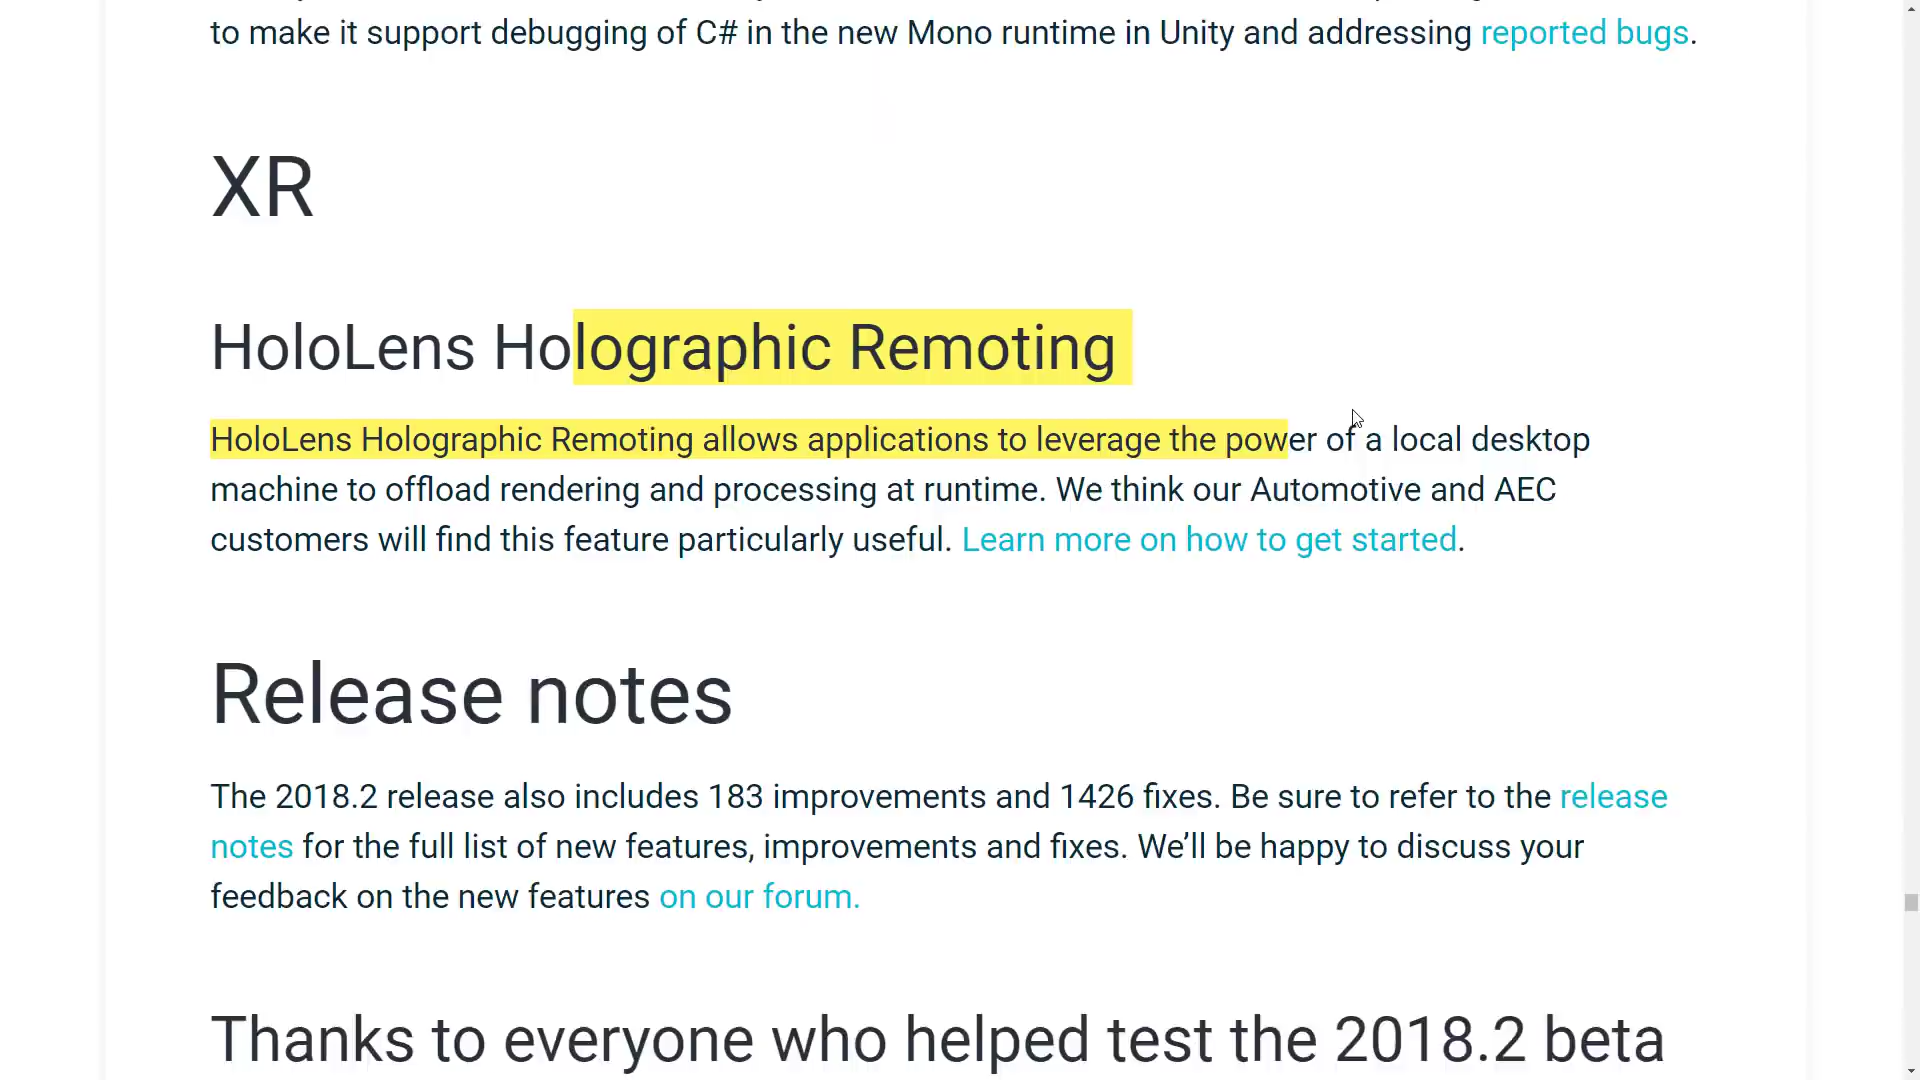 to make it support debugging of C# in the new Mono runtime in Unity and addressing reported bugs.
XR
HoloLens Holographic Remoting
HoloLens Holographic Remoting allows applications to leverage the power of a local desktop
machine to offload rendering and processing at runtime. We think our Automotive and AEC
customers will find this feature particularly useful. Learn more on how to get started.
Release notes
The 2018.2 release also includes 183 improvements and 1426 fixes. Be sure to refer to the release
notes for the full list of new features, improvements and fixes. We’ll be happy to discuss your
feedback on the new features on our forum.
Thanks to everyone who helped test the 2018.2 beta